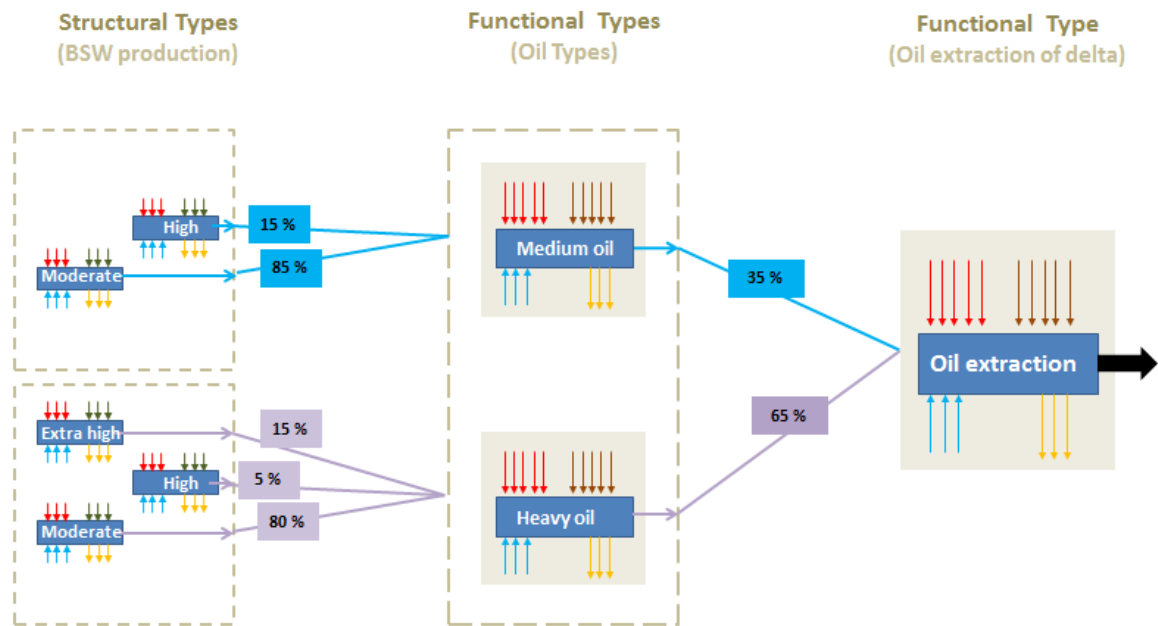 Structural Types
(BSW production)
Functional Types
(Oil Types)
Functional Type
(Oil extraction of delta)
High
15 %
Moderate
85 %
Medium oil
35 %
Oil extraction
Extra high
15 %
65 %
High
5 %
Moderate
80 %
Heavy oil